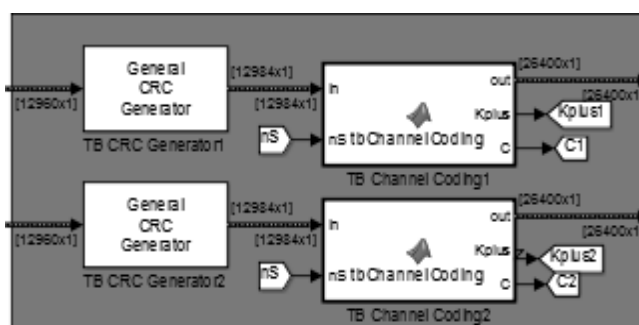 General
CRC
Generator
[12960x1]
TB CRC Generator1
[12984x1]
[12984x1]
nS
In
nS tbChannelCoding
out
Kplus
C
TB Channel Coding1
[26400x1]
[26400x1]
Kplus1
C1
General
CRC
Generator
[12960x1]
TB CRC Generator2
[12984x1]
[12984x1]
nS
In
nS tbChannelCoding
out
Kplus
C
TB Channel Coding2
[26400x1]
[26400x1]
Kplus2
C2